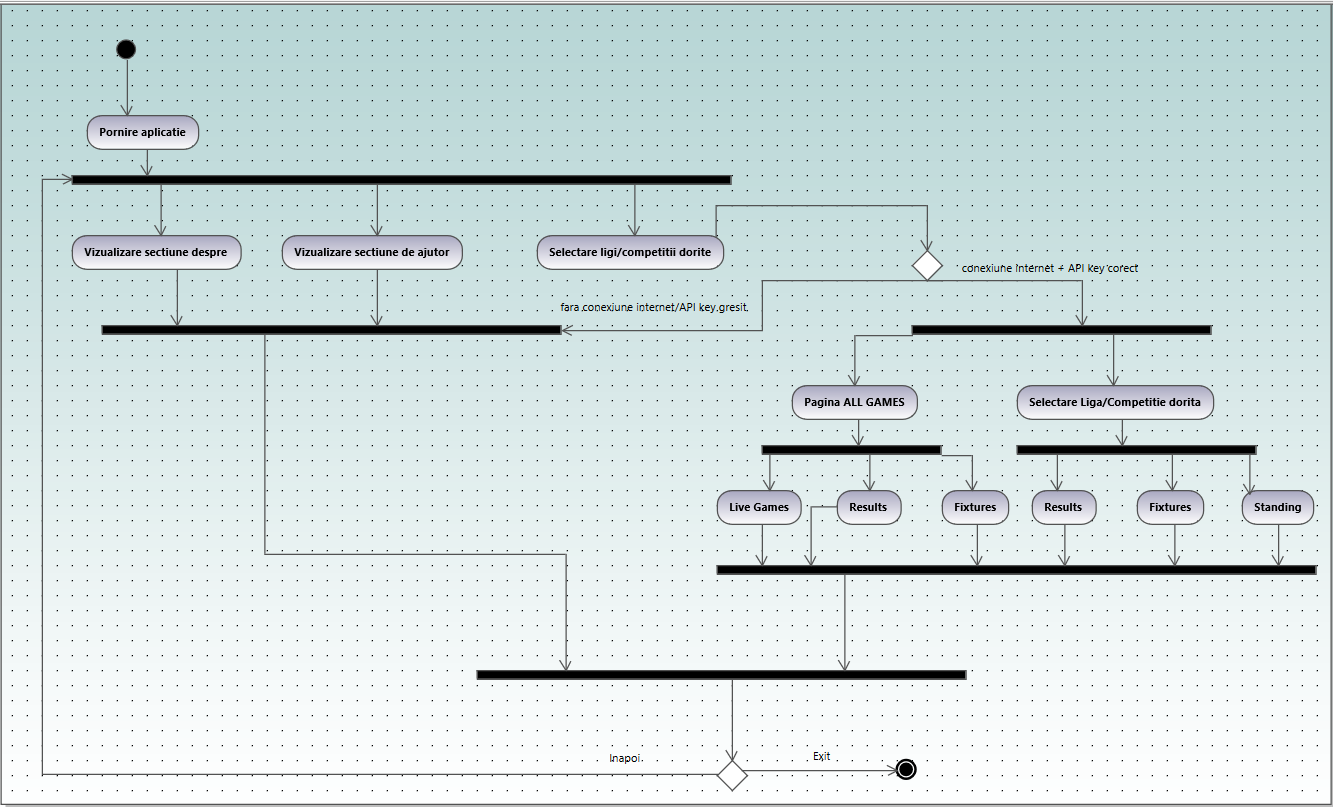 Pornire aplicatie
Vizualizare sectiune despre
Vizualizare sectiune de ajutor
Selectare ligi/competitii dorite
conexiune internet + API key corect
fara conexiune internet/API key gresit
Pagina ALL GAMES
Selectare Liga/Competitie dorita
Live Games
Results
Fixtures
Results
Fixtures
Standing
Inapoi
Exit